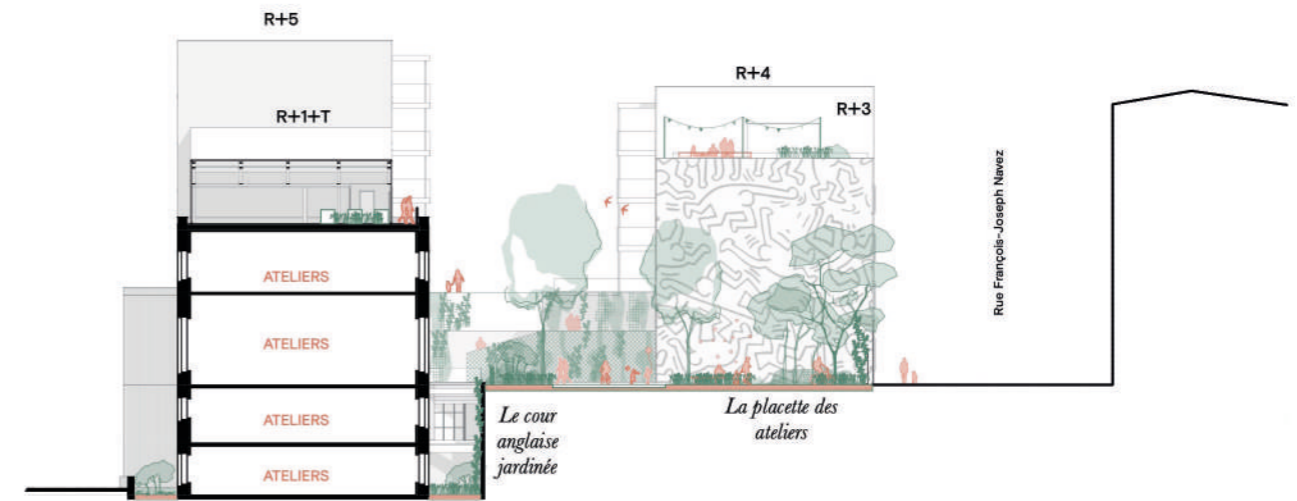 R+5
R+4
R+3
R+1+T
Rue François-Joseph Navez
ATELIERS
ATELIERS
ATELIERS
ATELIERS
Le cour
anglaise
jardinée
La placette des
ateliers